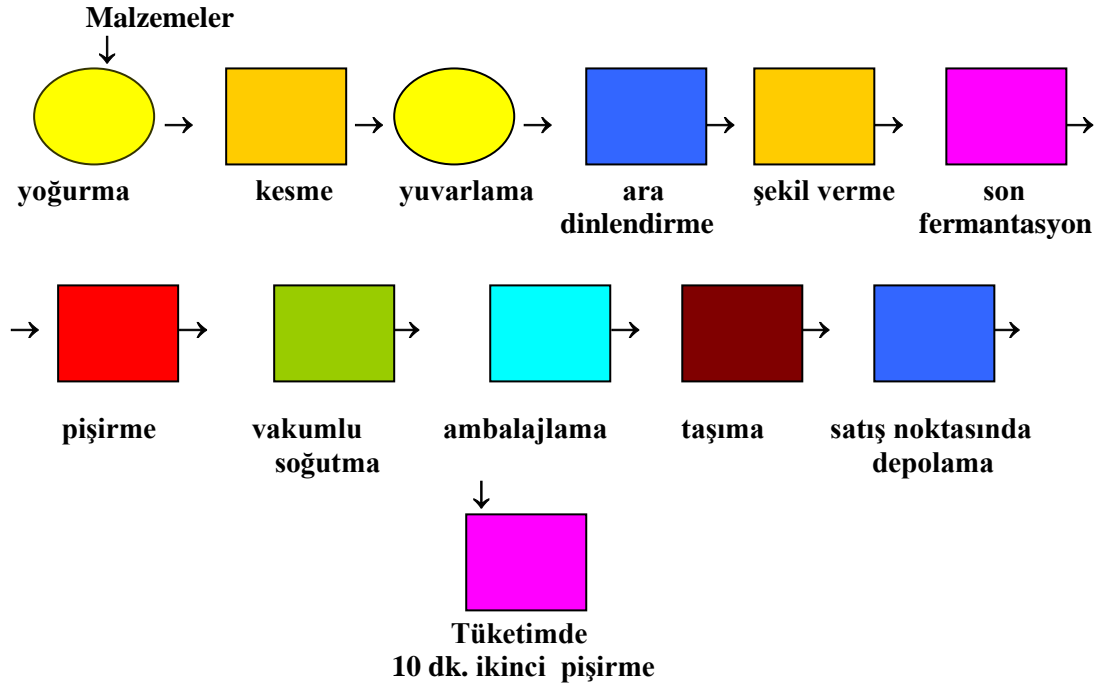 Malzemeler
yoğurma
kesme
yuvarlama
ara
dinlendirme
şekil verme
son
fermantasyon
pişirme
vakumlu
soğutma
ambalajlama
taşıma
satış noktasında
depolama
Tüketimde
10 dk. ikinci pişirme